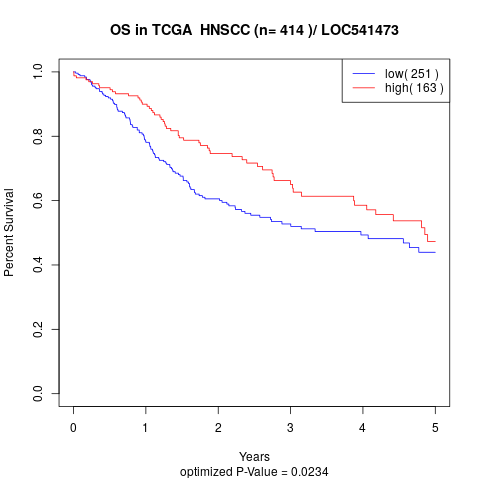 OS in TCGA  HNSCC (n= 414 )/ LOC541473
low( 251 )
high( 163 )
1.0
0.8
0.6
0.4
0.2
0.0
Percent Survival
0 1 2 3 4 5
Years
optimized P-Value = 0.0234